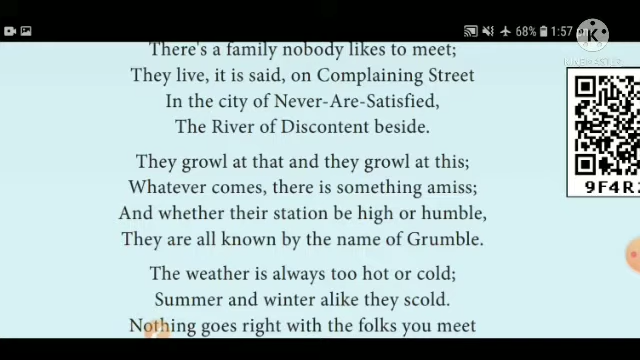 68% 1:57 pm
There's a family nobody likes to meet;
They live, it is said, on Complaining Street
In the city of Never-Are-Satisfied,
The River of Discontent beside.
They growl at that and they growl at this;
Whatever comes, there is something amiss;
And whether their station be high or humble,
They are all known by the name of Grumble.
The weather is always too hot or cold;
Summer and winter alike they scold.
Nothing goes right with the folks you meet
K